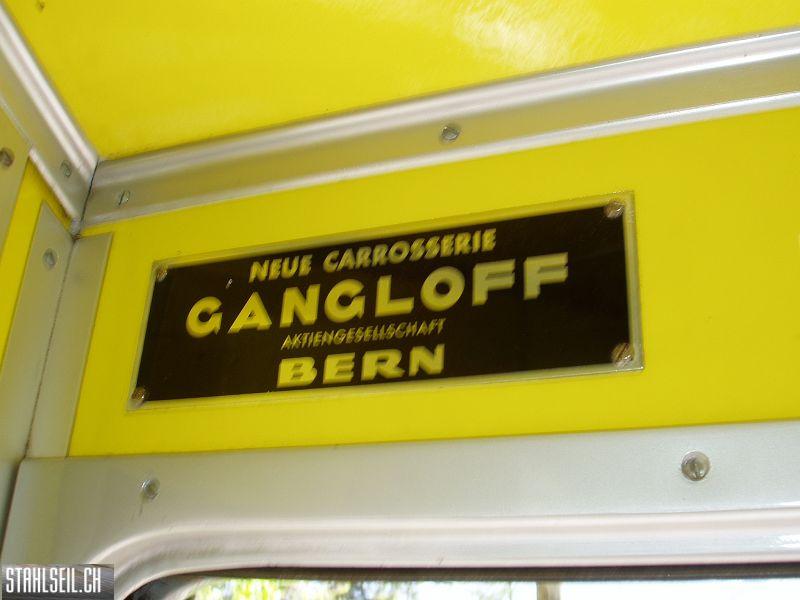 NEUE CARROSSERIE
GANGLOFF
AKTIENGESELLSCHAFT
BERN
STAHLSEIL.CH